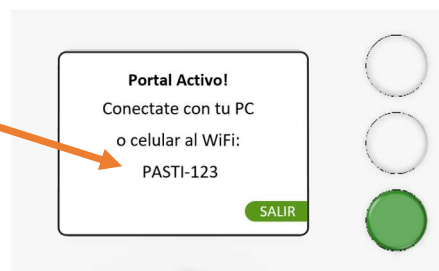 Portal Activo!
Conectate con tu PC
o celular al WiFi:
PASTI-123
SALIR